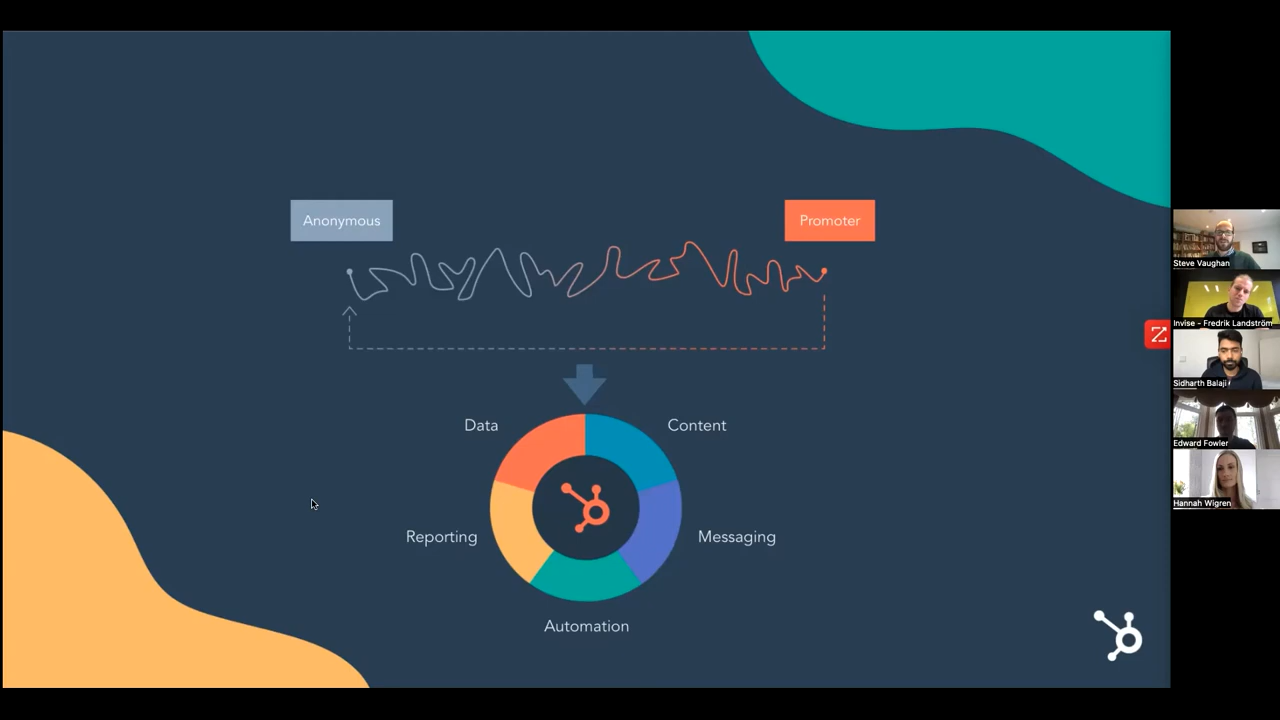 Anonymous
Promoter
Data
Content
Reporting
Messaging
Automation
Steve Vaughan
Invise - Fredrik Landström
Sidharth Balaji
Edward Fowler
Hannah Wigren